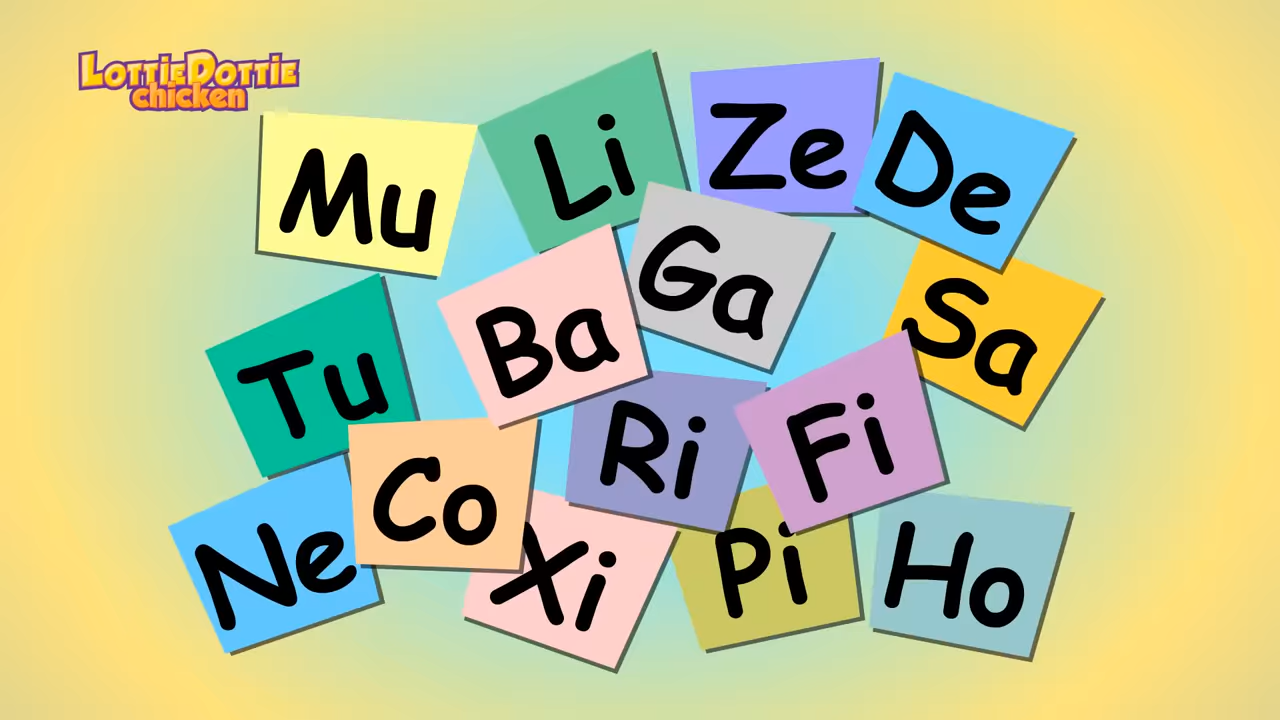 LottieDottie
chicken
Mu
Li
Ze
De
Ga
Sa
Tu
Ba
Ri
Fi
Co
Ne
Xi
Pi
Ho